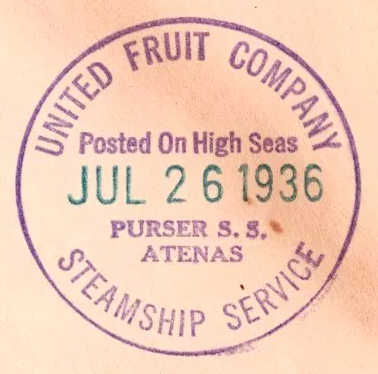 UNITED FRUIT COMPANY
Posted On High Seas
JUL 26 1936
PURSER S. S.
ATENAS
STEAMSHIP SERVICE